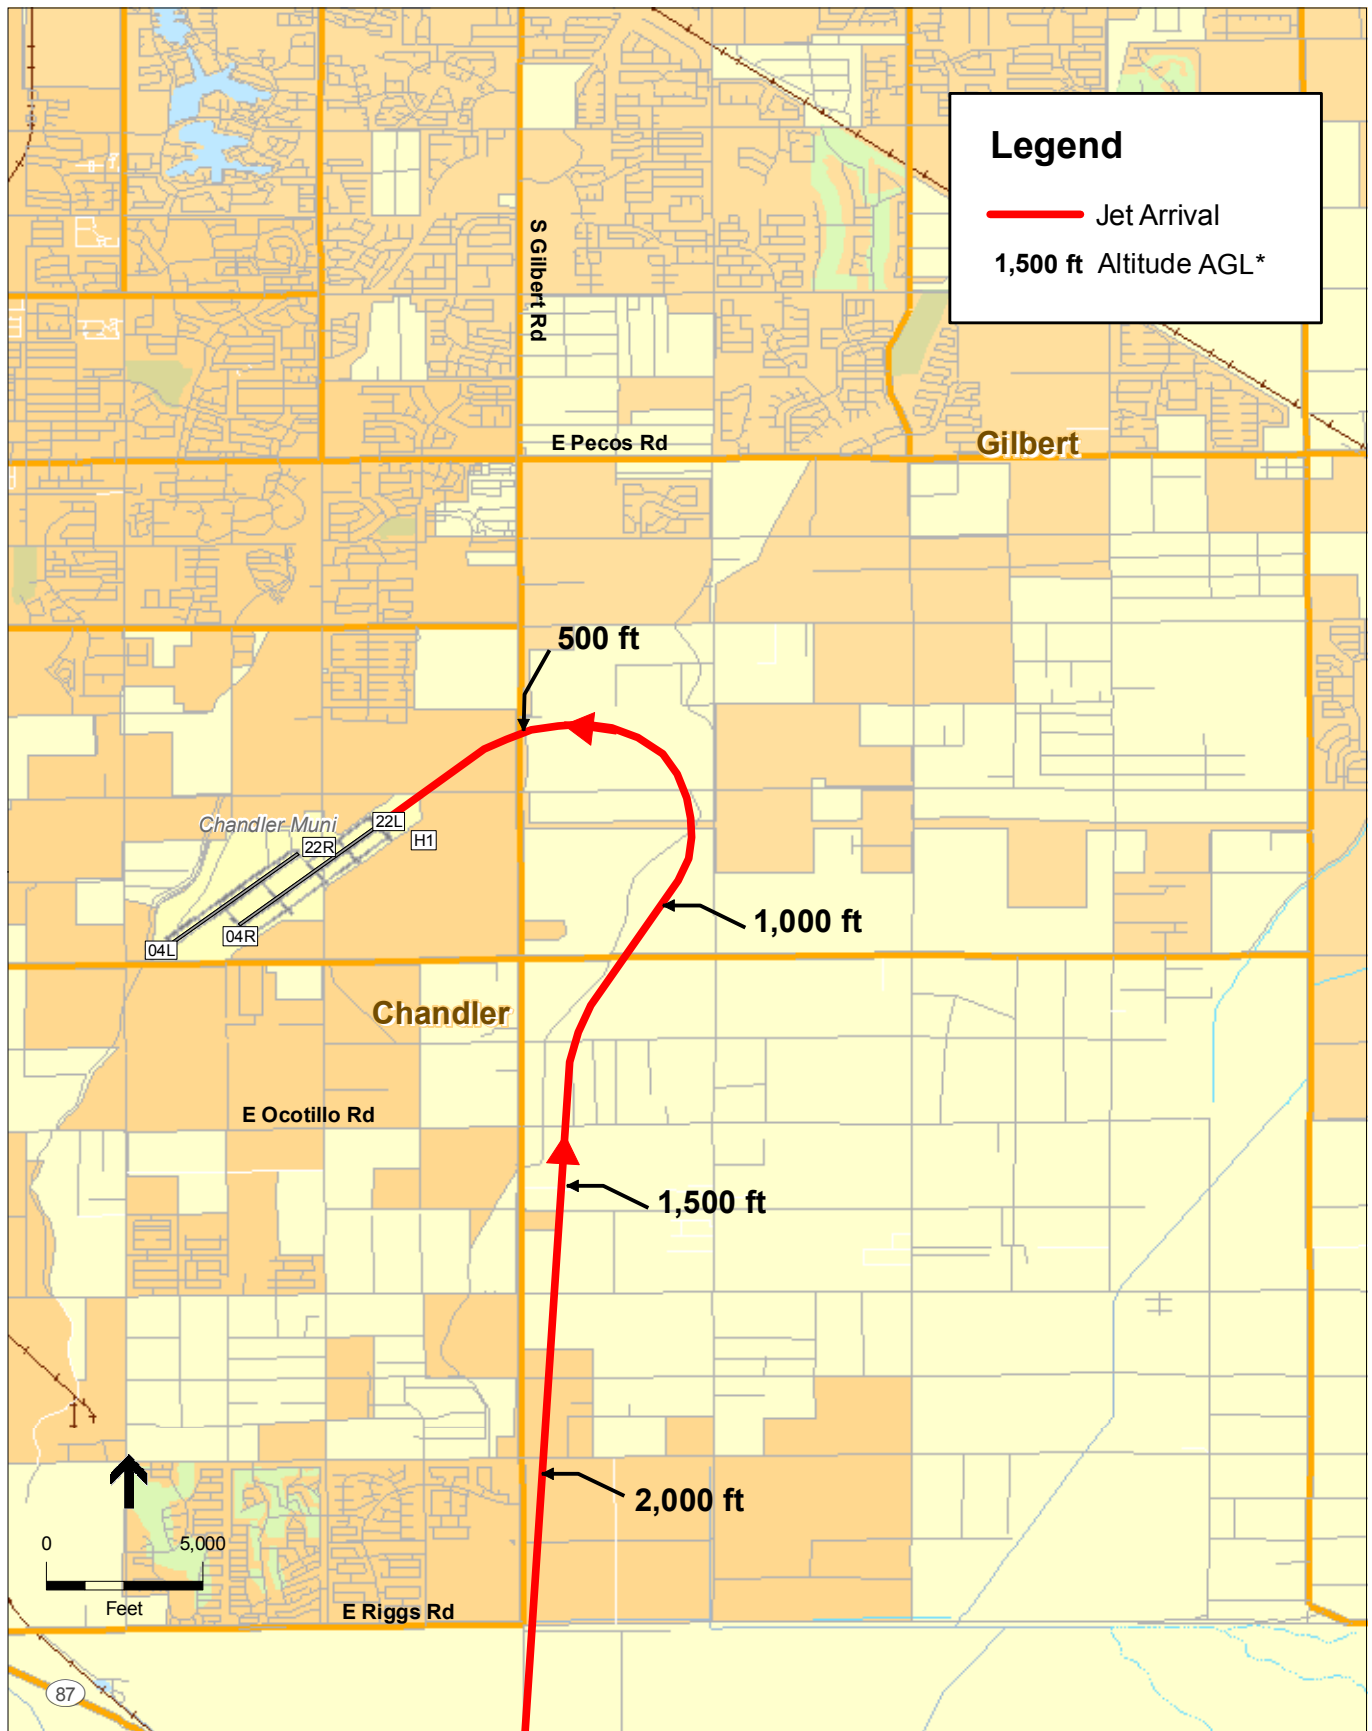 Legend
Jet Arrival
1,500 ft Altitude AGL*
S Gilbert Rd
E Pecos Rd
Gilbert
500 ft
Chandler Muni
22L
22R
H1
04R
04L
1,000 ft
Chandler
E Ocotillo Rd
1,500 ft
2,000 ft
0 5,000
Feet
E Riggs Rd
87